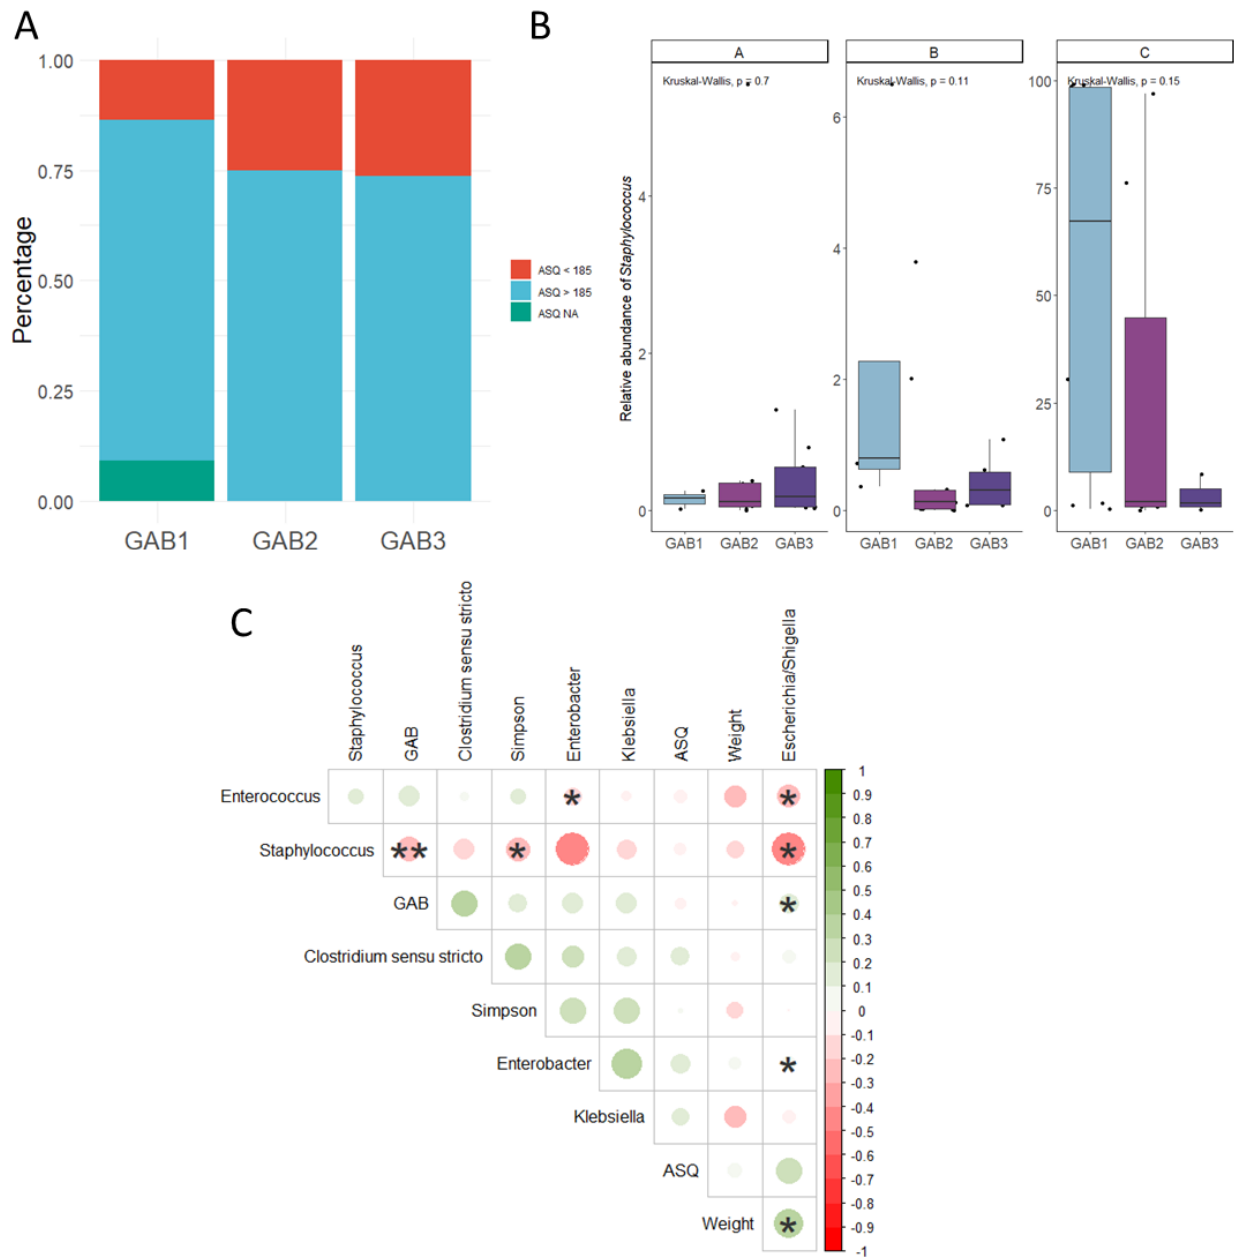 A
1.00
0.75
0.50
0.25
0.00
Percentage
GAB1 GAB2 GAB3
ASQ < 185
ASQ > 185
ASQ NA
B
A B C
Kruskal-Wallis, p = 0.7
Kruskal-Wallis, p = 0.11
Kruskal-Wallis, p = 0.15
Relative abundance of Staphylococcus
4
2
0
6
4
2
0
100
75
50
25
0
GAB1 GAB2 GAB3
GAB1 GAB2 GAB3
GAB1 GAB2 GAB3
C
Staphylococcus
GAB
Clostridium sensu stricto
Simpson
Enterobacter
Klebsiella
ASQ
Weight
Escherichia/Shigella
Enterococcus * *
Staphylococcus ** * *
GAB *
Clostridium sensu stricto
Simpson
Enterobacter *
Klebsiella
ASQ
Weight *
1
0.9
0.8
0.7
0.6
0.5
0.4
0.3
0.2
0.1
0
-0.1
-0.2
-0.3
-0.4
-0.5
-0.6
-0.7
-0.8
-0.9
-1